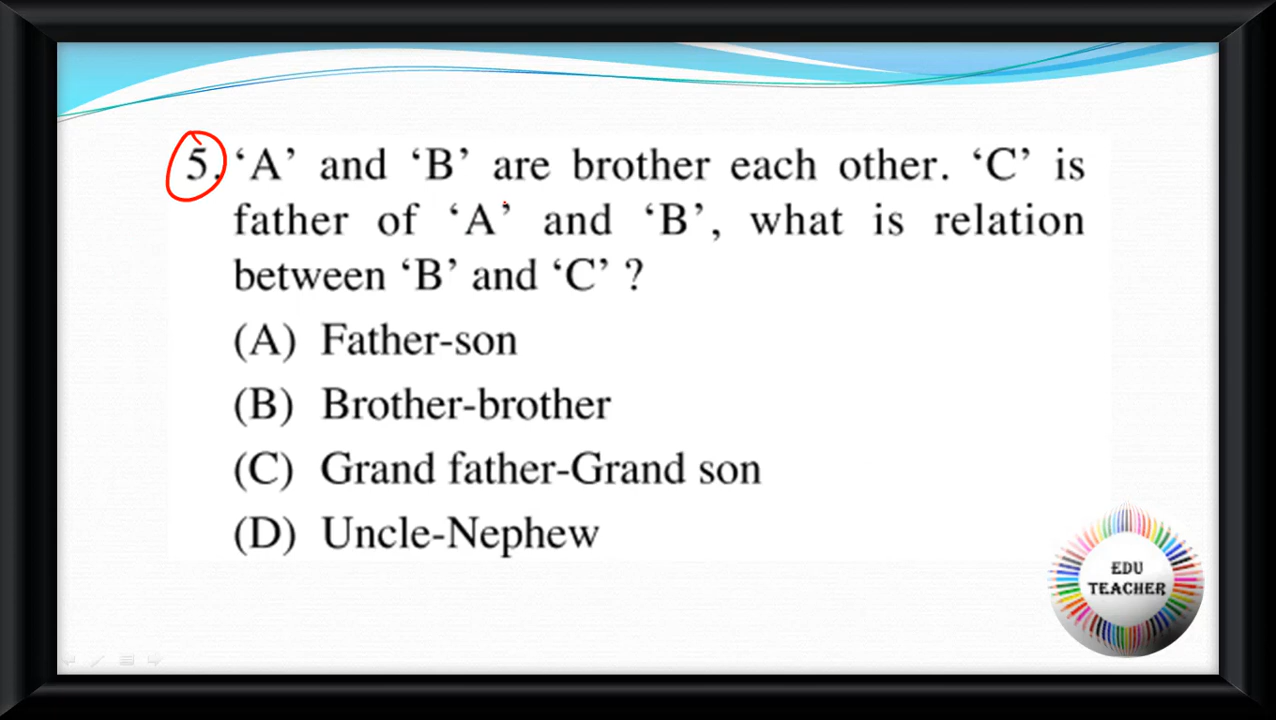 5. ‘A’ and ‘B’ are brother each other. ‘C’ is
father of ‘A’ and ‘B’, what is relation
between ‘B’ and ‘C’ ?
(A) Father-son
(B) Brother-brother
(C) Grand father-Grand son
(D) Uncle-Nephew
EDU
TEACHER